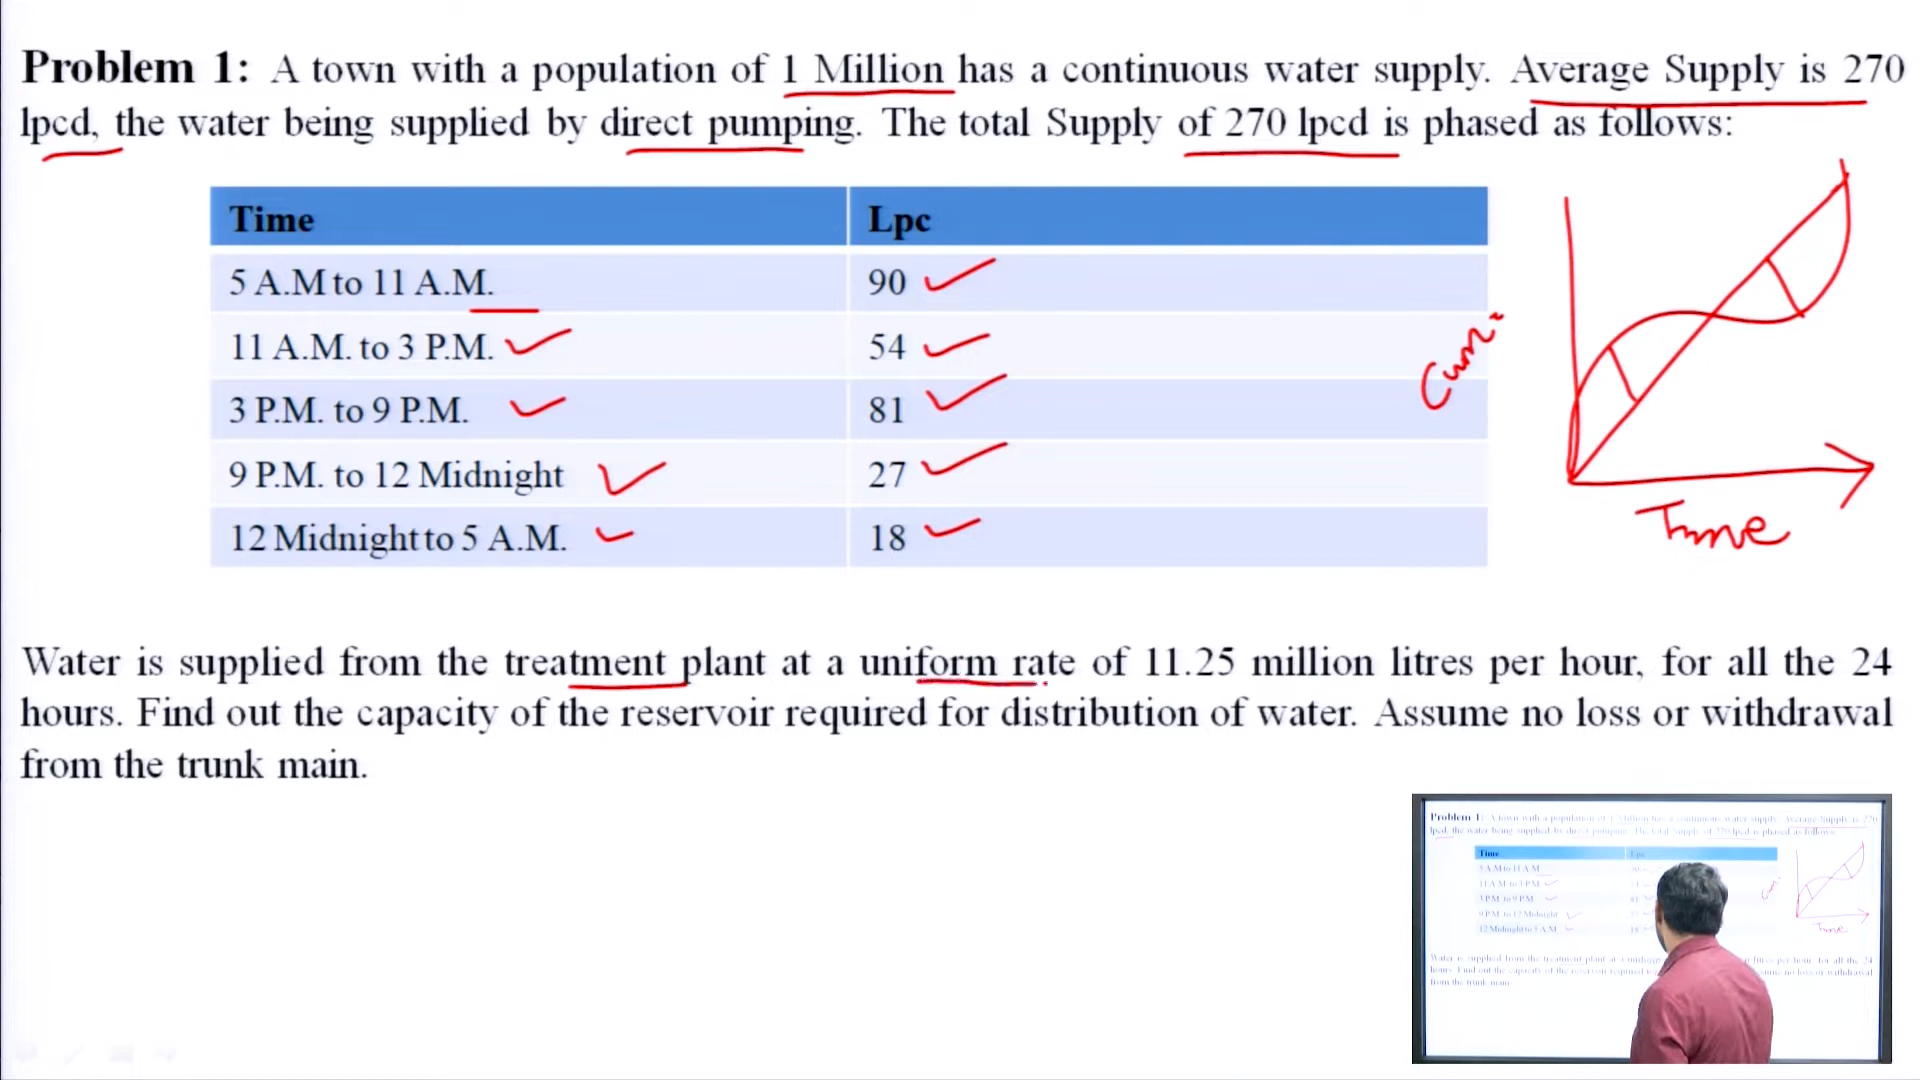 Problem 1: A town with a population of 1 Million has a continuous water supply. Average Supply is 270
lpcd, the water being supplied by direct pumping. The total Supply of 270 lpcd is phased as follows:
Time Lpc
5 A.M to 11 A.M. 90
11 A.M. to 3 P.M. 54
3 P.M. to 9 P.M. 81
9 P.M. to 12 Midnight 27
12 Midnight to 5 A.M. 18
Cum.
Time
Water is supplied from the treatment plant at a uniform rate of 11.25 million litres per hour, for all the 24
hours. Find out the capacity of the reservoir required for distribution of water. Assume no loss or withdrawal
from the trunk main.